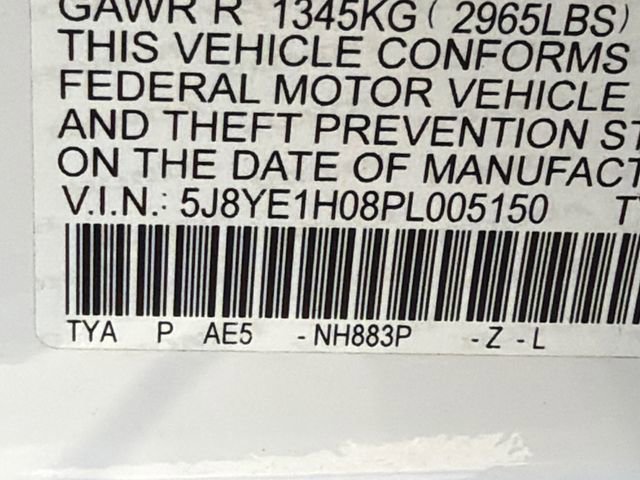 GAWR R 1345KG ( 2965LBS)
THIS VEHICLE CONFORMS
FEDERAL MOTOR VEHICLE
AND THEFT PREVENTION ST
ON THE DATE OF MANUFACT
V.I.N.: 5J8YE1H08PL005150 TY
TYA P AE5 -NH883P -Z-L